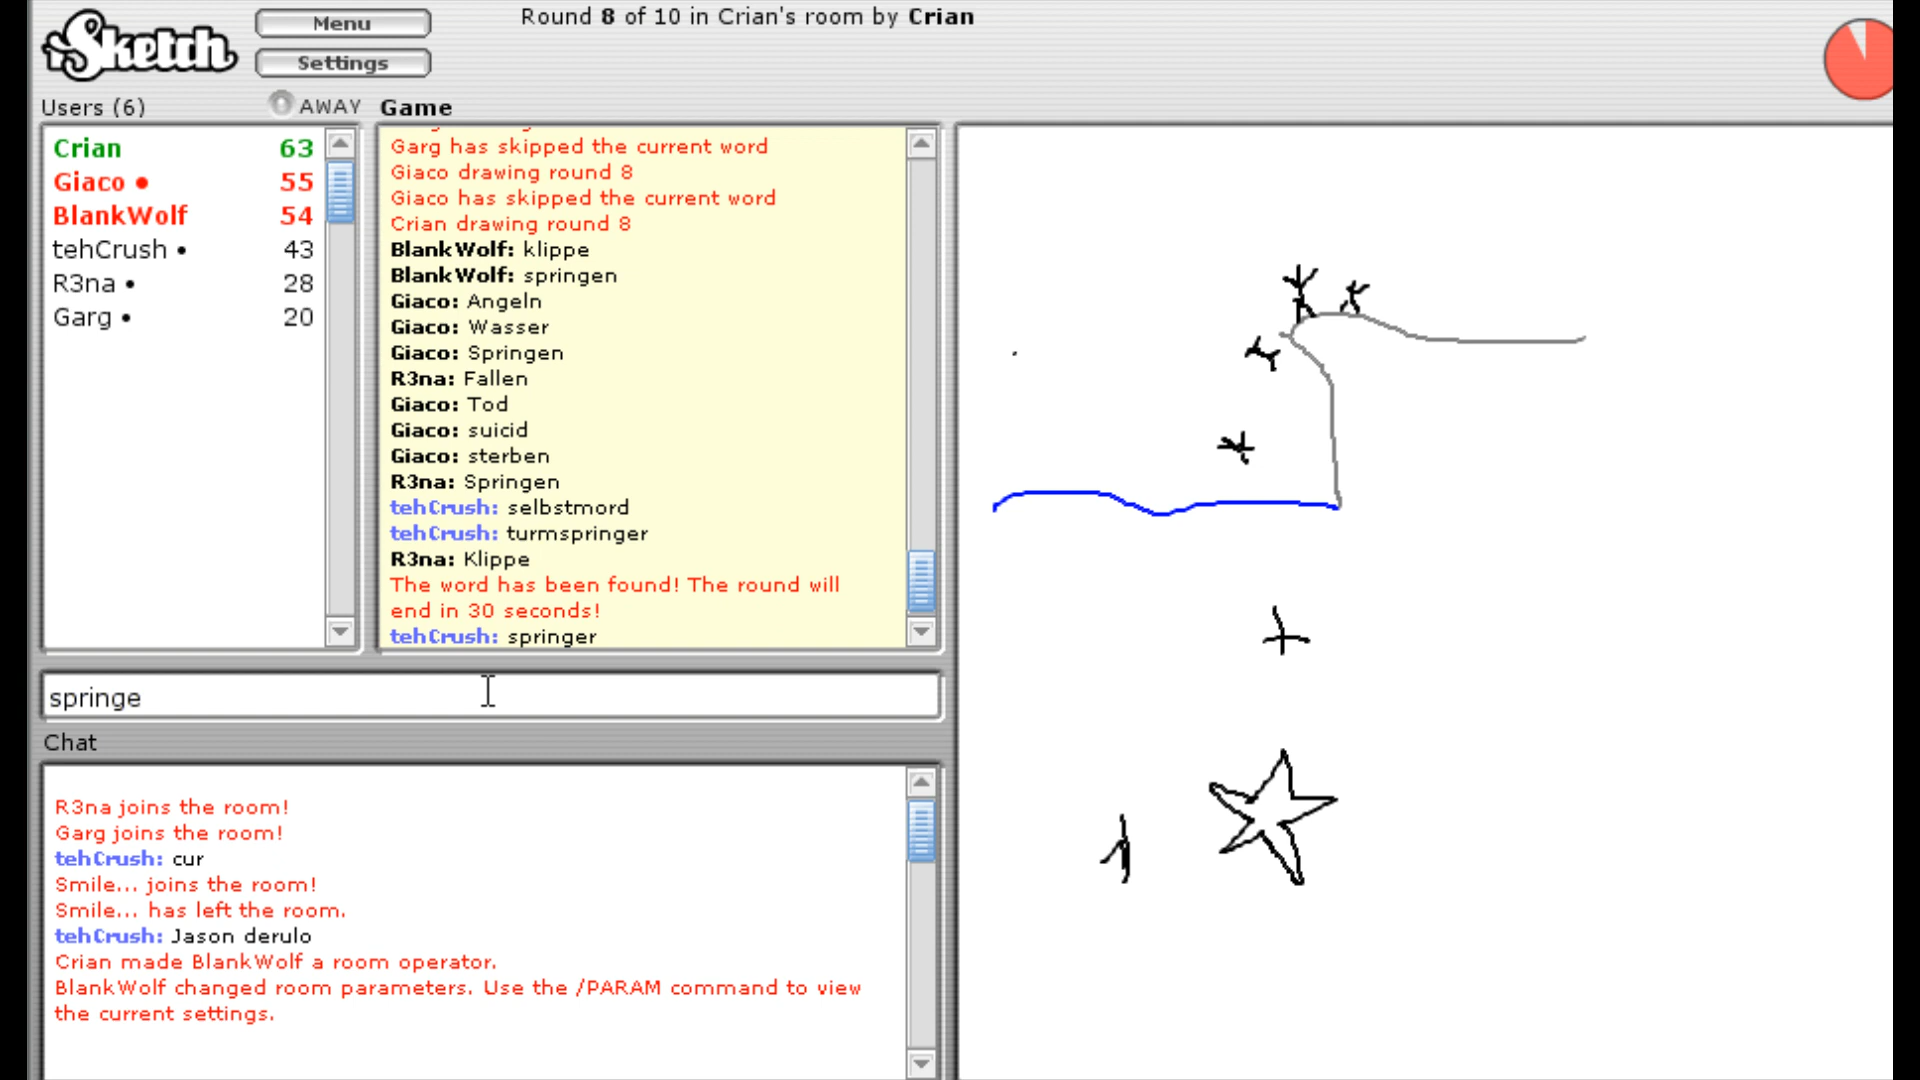 iSketch
Menu
Settings
Round 8 of 10 in Crian's room by Crian
Users (6)
AWAY
Game
Crian 63
Giaco • 55
BlankWolf 54
tehCrush • 43
R3na • 28
Garg • 20
Garg has skipped the current word
Giaco drawing round 8
Giaco has skipped the current word
Crian drawing round 8
BlankWolf: klippe
BlankWolf: springen
Giaco: Angeln
Giaco: Wasser
Giaco: Springen
R3na: Fallen
Giaco: Tod
Giaco: suicid
Giaco: sterben
R3na: Springen
tehCrush: selbstmord
tehCrush: turmspringer
R3na: Klippe
The word has been found! The round will
end in 30 seconds!
tehCrush: springer
springe
Chat
R3na joins the room!
Garg joins the room!
tehCrush: cur
Smile... joins the room!
Smile... has left the room.
tehCrush: Jason derulo
Crian made BlankWolf a room operator.
BlankWolf changed room parameters. Use the /PARAM command to view
the current settings.